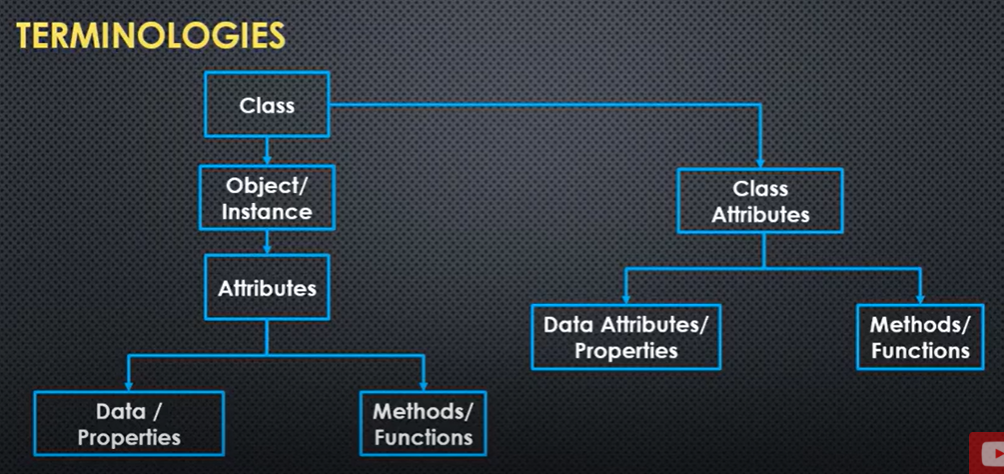 TERMINOLOGIES
Class
Object/
Instance
Class
Attributes
Attributes
Data Attributes/
Properties
Methods/
Functions
Data /
Properties
Methods/
Functions